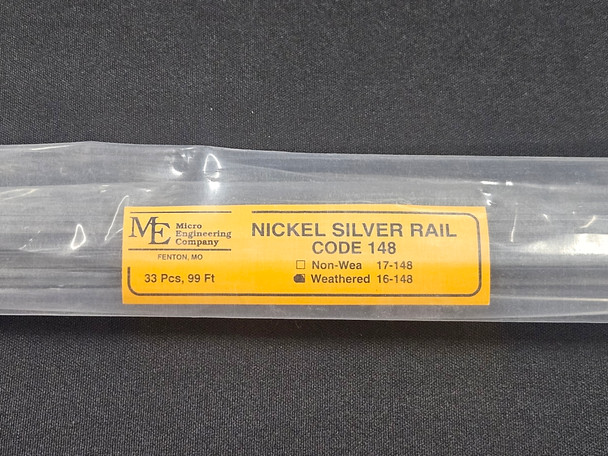 ME Micro
Engineering
Company
FENTON, MO
33 Pcs, 99 Ft
NICKEL SILVER RAIL
CODE 148
Non-Wea 17-148
Weathered 16-148